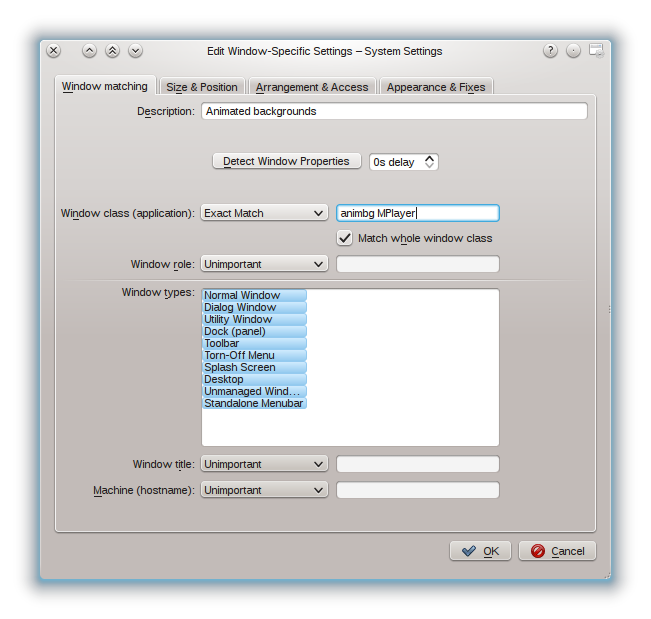 Edit Window-Specific Settings – System Settings
Window matching Size & Position Arrangement & Access Appearance & Fixes
Description: Animated backgrounds
Detect Window Properties 0s delay
Window class (application): Exact Match animbg MPlayer
Match whole window class
Window role: Unimportant
Window types: Normal Window
Dialog Window
Utility Window
Dock (panel)
Toolbar
Torn-Off Menu
Splash Screen
Desktop
Unmanaged Wind...
Standalone Menubar
Window title: Unimportant
Machine (hostname): Unimportant
OK Cancel